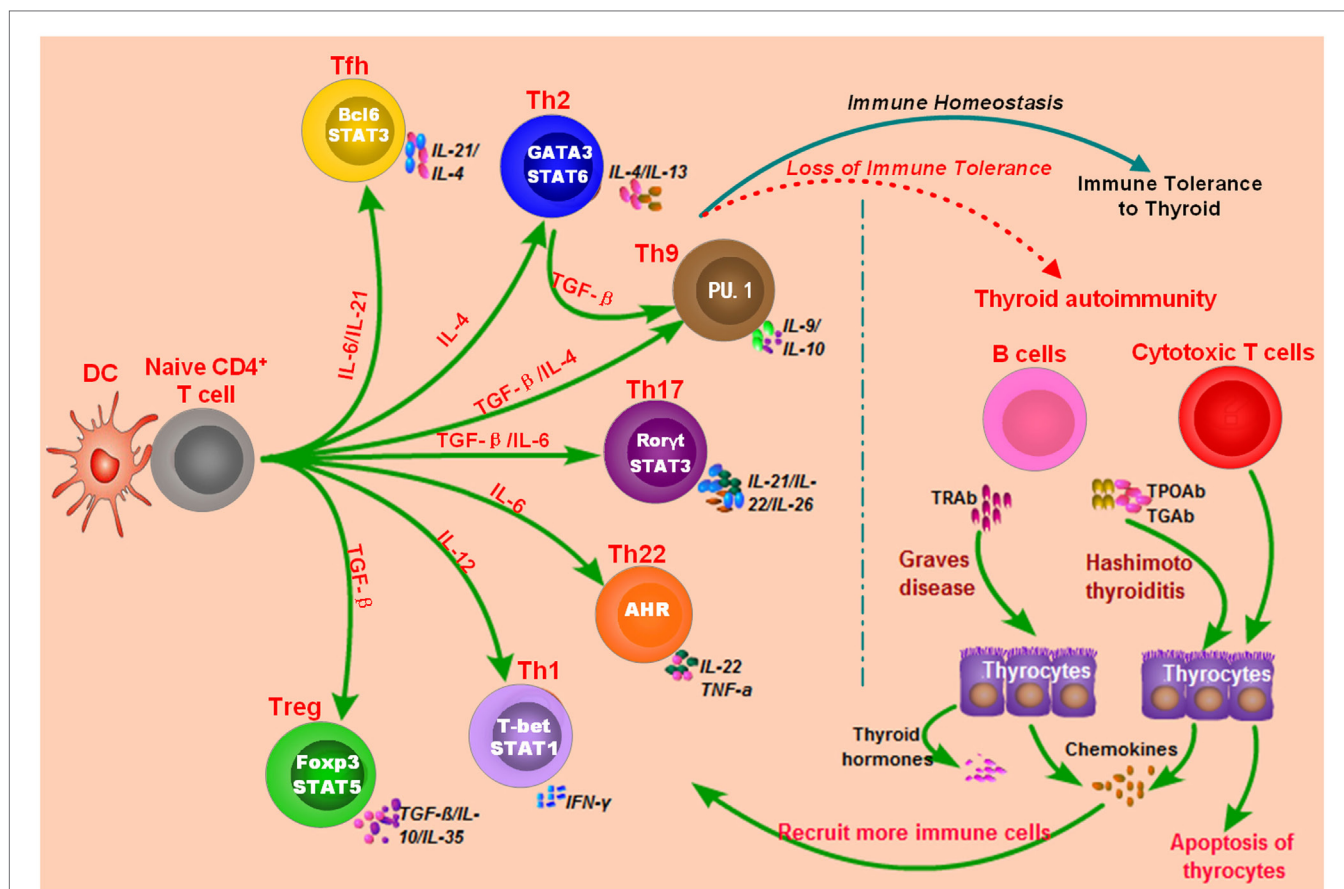 Tfh
Bcl6
STAT3
IL-21/
IL-4
Th2
GATA3
STAT6
IL-4/IL-13
Immune Homeostasis
Loss of Immune Tolerance
Immune Tolerance
to Thyroid
Th9
PU. 1
IL-9/
IL-10
TGF-β
Thyroid autoimmunity
IL-6/IL-21
IL-4
TGF-β/IL-4
DC
Naive CD4⁺
T cell
B cells
Cytotoxic T cells
Th17
TGF-β/IL-6
Rorγt
STAT3
IL-21/IL-
22/IL-26
TRAb
TPOAb
TGAb
IL-6
IL-12
TGF-β
Graves
disease
Hashimoto
thyroiditis
Th22
AHR
IL-22
TNF-a
Th1
T-bet
STAT1
IFN-γ
Treg
Foxp3
STAT5
TGF-ß/IL-
10/IL-35
Thyrocytes
Thyrocytes
Thyroid
hormones
Chemokines
Recruit more immune cells
Apoptosis of
thyrocytes